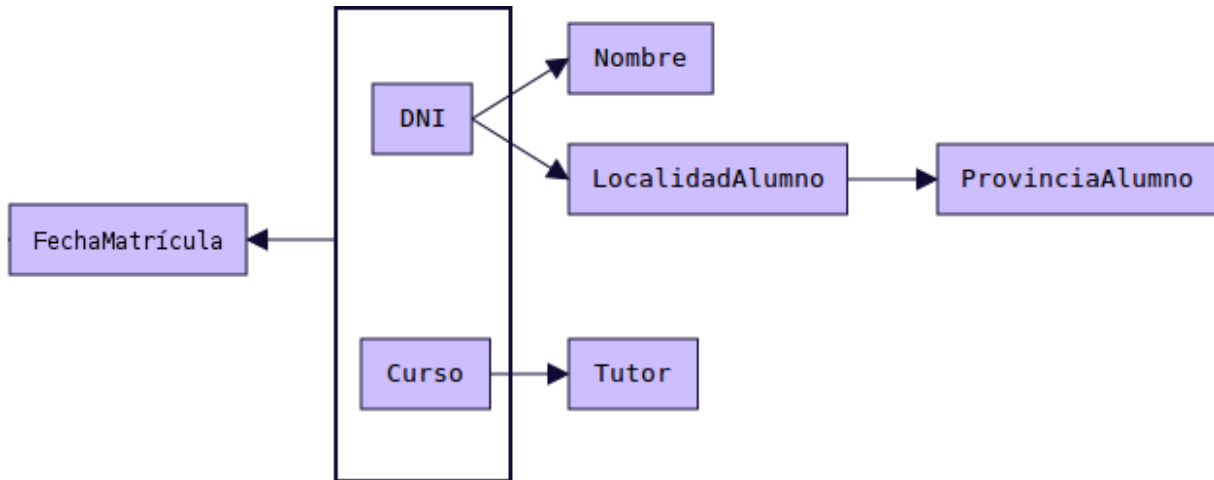 Nombre
DNI
LocalidadAlumno
ProvinciaAlumno
FechaMatrícula
Curso
Tutor